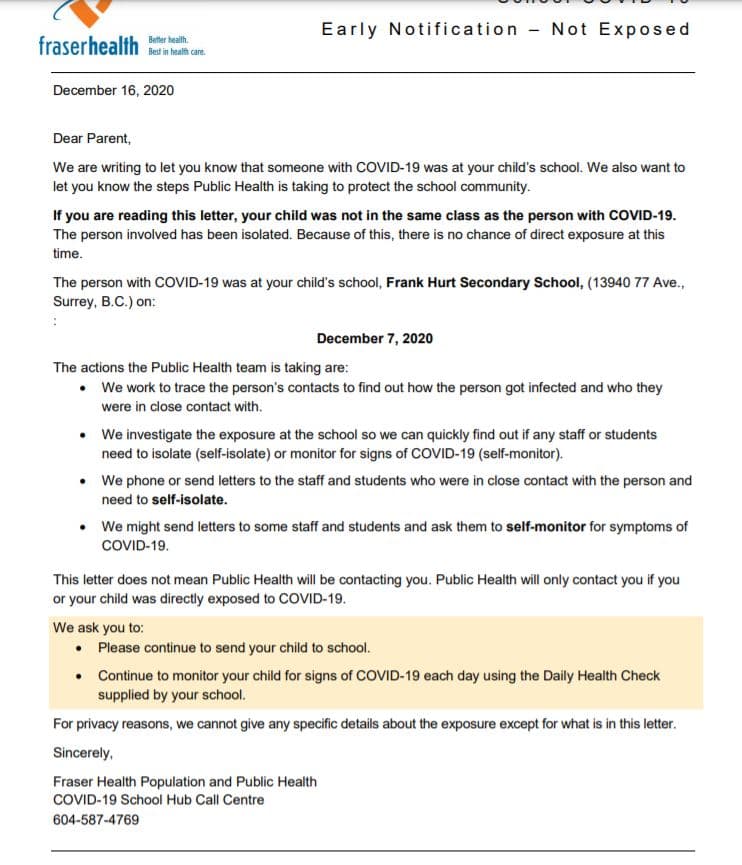 fraserhealth
Better health.
Best in health care.
Early Notification – Not Exposed
December 16, 2020
Dear Parent,
We are writing to let you know that someone with COVID-19 was at your child's school. We also want to
let you know the steps Public Health is taking to protect the school community.
If you are reading this letter, your child was not in the same class as the person with COVID-19.
The person involved has been isolated. Because of this, there is no chance of direct exposure at this
time.
The person with COVID-19 was at your child's school, Frank Hurt Secondary School, (13940 77 Ave.,
Surrey, B.C.) on:
:
December 7, 2020
The actions the Public Health team is taking are:
• We work to trace the person's contacts to find out how the person got infected and who they
were in close contact with.
• We investigate the exposure at the school so we can quickly find out if any staff or students
need to isolate (self-isolate) or monitor for signs of COVID-19 (self-monitor).
• We phone or send letters to the staff and students who were in close contact with the person and
need to self-isolate.
• We might send letters to some staff and students and ask them to self-monitor for symptoms of
COVID-19.
This letter does not mean Public Health will be contacting you. Public Health will only contact you if you
or your child was directly exposed to COVID-19.
We ask you to:
• Please continue to send your child to school.
• Continue to monitor your child for signs of COVID-19 each day using the Daily Health Check
supplied by your school.
For privacy reasons, we cannot give any specific details about the exposure except for what is in this letter.
Sincerely,
Fraser Health Population and Public Health
COVID-19 School Hub Call Centre
604-587-4769